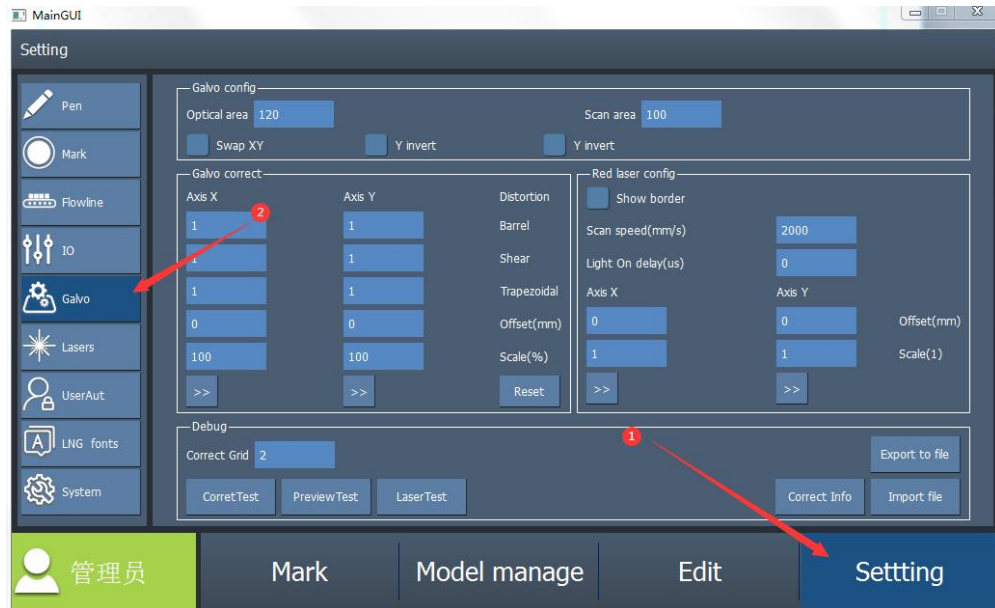 MainGUI
Setting
Pen
Mark
Flowline
IO
Galvo
Lasers
UserAut
LNG fonts
System
Galvo config
Optical area 120 Scan area 100
Swap XY Y invert Y invert
Galvo correct
Axis X Axis Y Distortion
1 1 Barrel
1 1 Shear
1 1 Trapezoidal
0 0 Offset(mm)
100 100 Scale(%)
>> >> Reset
2
Red laser config
Show border
Scan speed(mm/s) 2000
Light On delay(us) 0
Axis X Axis Y
0 0 Offset(mm)
1 1 Scale(1)
>> >>
Debug
1
Correct Grid 2 Export to file
CorretTest PreviewTest LaserTest Correct Info Import file
管理员 Mark Model manage Edit Settting